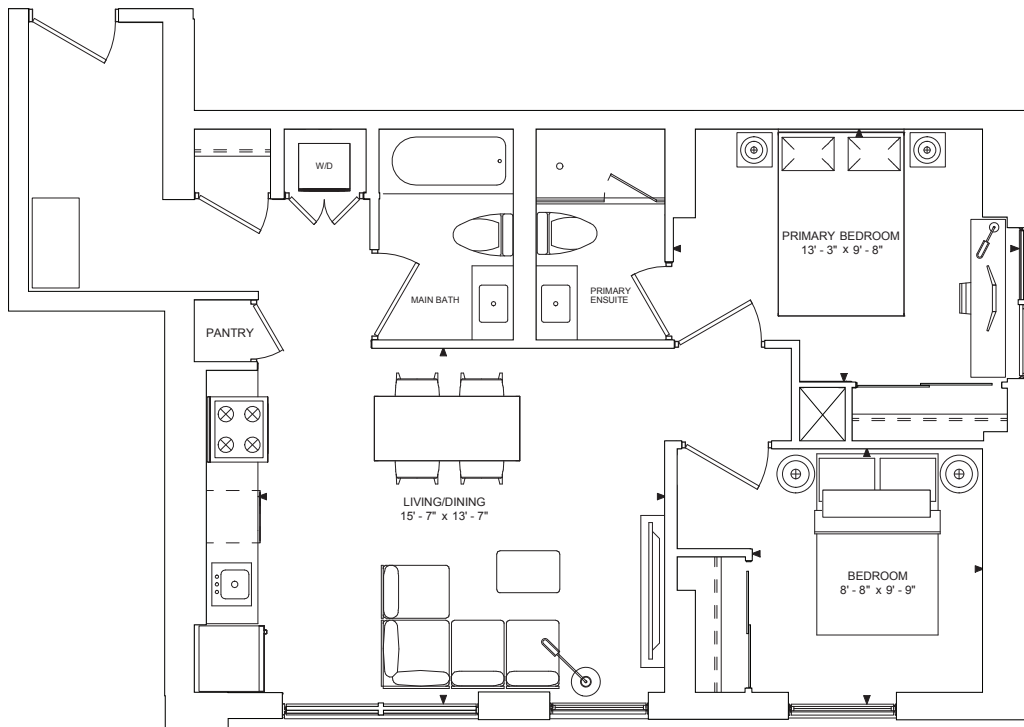 W/D
PRIMARY BEDROOM
13' - 3" x 9' - 8"
MAIN BATH
PRIMARY
ENSUITE
PANTRY
LIVING/DINING
15' - 7" x 13' - 7"
BEDROOM
8' - 8" x 9' - 9"